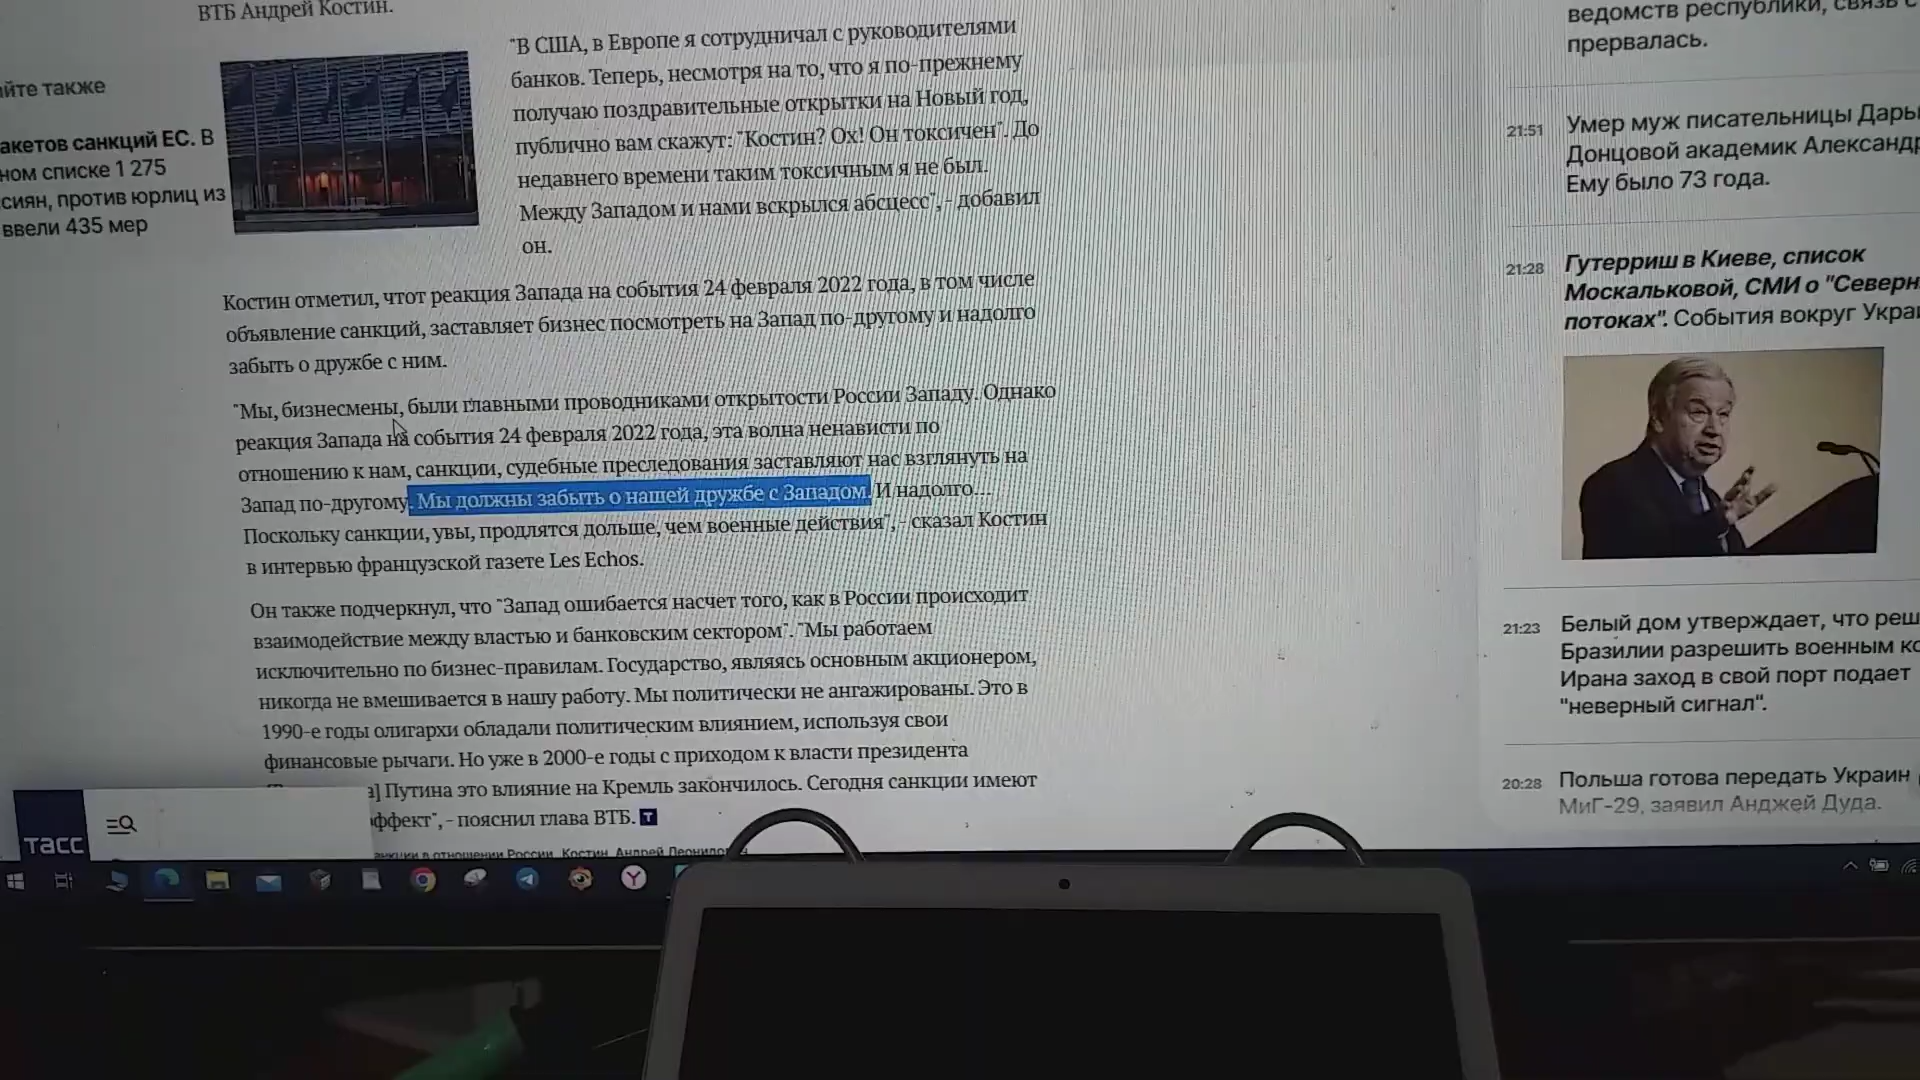 ВТБ Андрей Костин.
йте также
акетов санкций ЕС. В
ном списке 1 275
сиян, против юрлиц из
ввели 435 мер
"В США, в Европе я сотрудничал с руководителями
банков. Теперь, несмотря на то, что я по-прежнему
получаю поздравительные открытки на Новый год,
публично вам скажут: "Костин? Ох! Он токсичен". До
недавнего времени таким токсичным я не был.
Между Западом и нами вскрылся абсцесс", - добавил
он.
Костин отметил, чтот реакция Запада на события 24 февраля 2022 года, в том числе
объявление санкций, заставляет бизнес посмотреть на Запад по-другому и надолго
забыть о дружбе с ним.
"Мы, бизнесмены, были главными проводниками открытости России Западу. Однако
реакция Запада на события 24 февраля 2022 года, эта волна ненависти по
отношению к нам, санкции, судебные преследования заставляют нас взглянуть на
Запад по-другому. Мы должны забыть о нашей дружбе с Западом. И надолго...
Поскольку санкции, увы, продлятся дольше, чем военные действия", - сказал Костин
в интервью французской газете Les Echos.
Он также подчеркнул, что "Запад ошибается насчет того, как в России происходит
взаимодействие между властью и банковским сектором". "Мы работаем
исключительно по бизнес-правилам. Государство, являясь основным акционером,
никогда не вмешивается в нашу работу. Мы политически не ангажированы. Это в
1990-е годы олигархи обладали политическим влиянием, используя свои
финансовые рычаги. Но уже в 2000-е годы с приходом к власти президента
а] Путина это влияние на Кремль закончилось. Сегодня санкции имеют
эффект", - пояснил глава ВТБ. Т
санкции в отношении России Костин, Андрей Леонидович
ТАСС
ведомств республики, связь с
прервалась.
21:51
Умер муж писательницы Дарь
Донцовой академик Александр
Ему было 73 года.
21:28
Гутерриш в Киеве, список
Москальковой, СМИ о "Северн
потоках". События вокруг Украи
21:23
Белый дом утверждает, что реш
Бразилии разрешить военным ко
Ирана заход в свой порт подает
"неверный сигнал".
20:28
Польша готова передать Украин
МиГ-29, заявил Анджей Дуда.